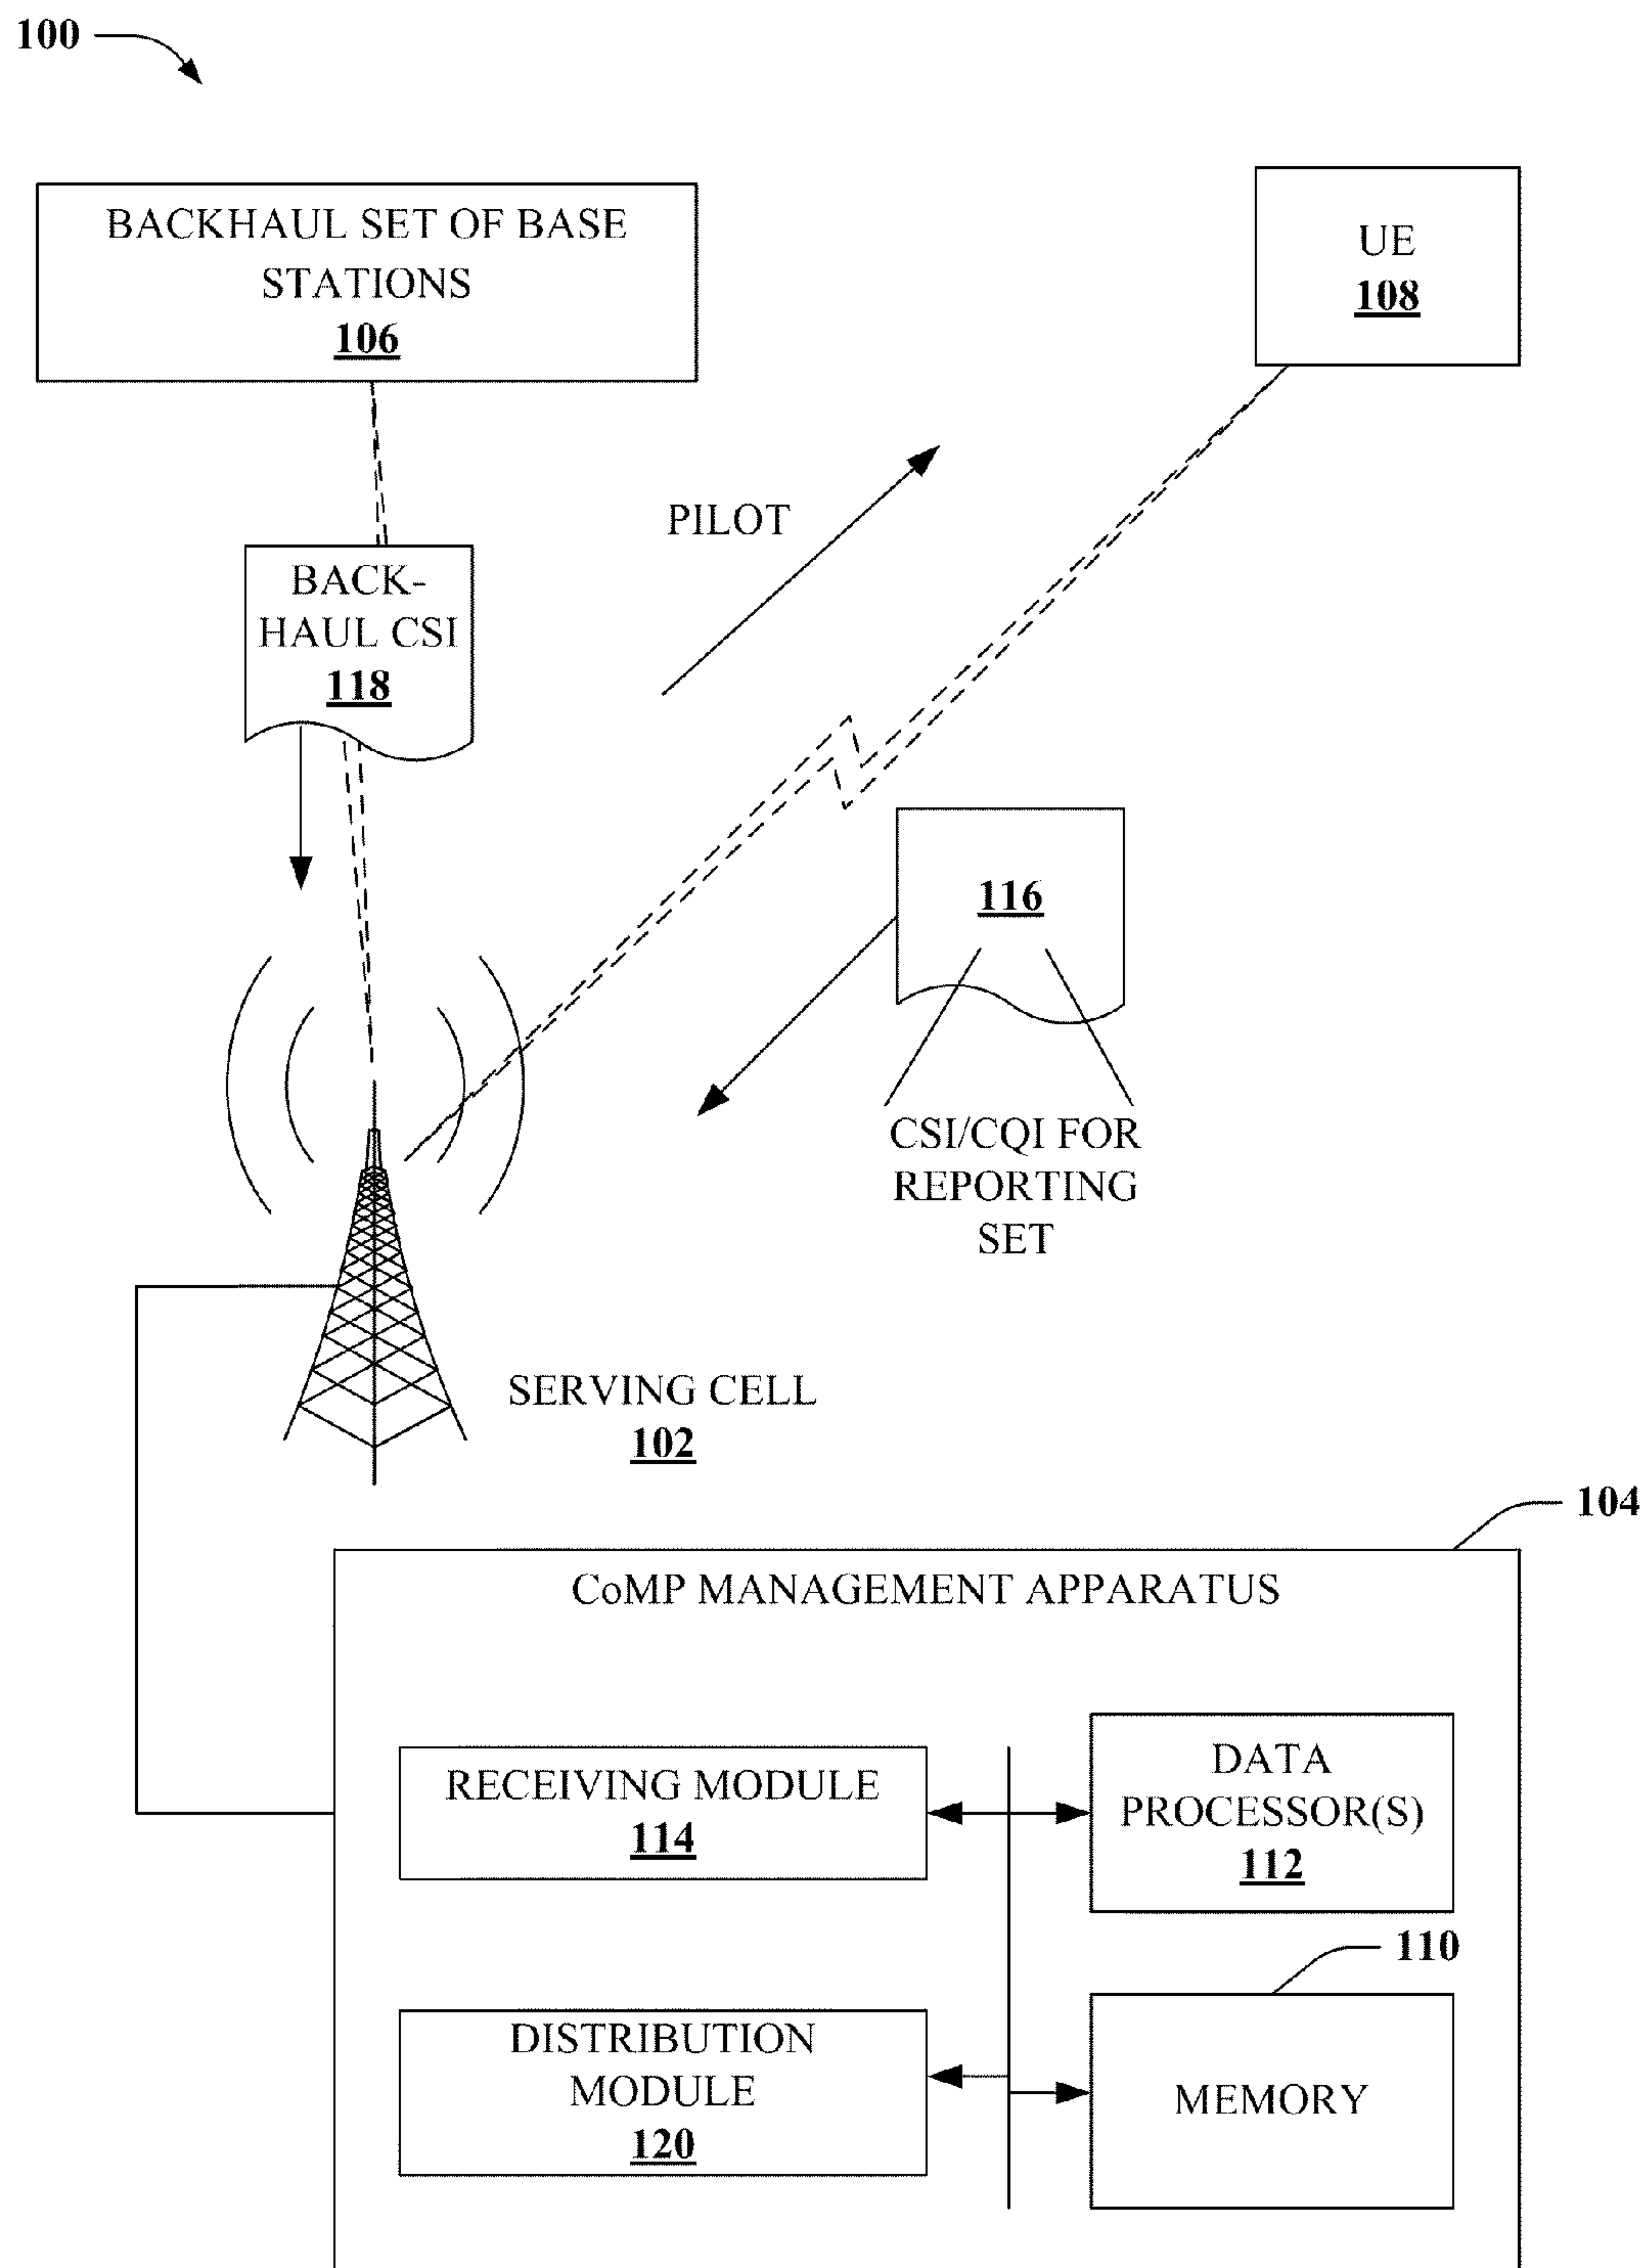 100
BACKHAUL SET OF BASE
STATIONS
106
UE
108
PILOT
BACK-
HAUL CSI
118
116
CSI/CQI FOR
REPORTING
SET
SERVING CELL
102
104
CoMP MANAGEMENT APPARATUS
RECEIVING MODULE
114
DATA
PROCESSOR(S)
112
110
DISTRIBUTION
MODULE
120
MEMORY